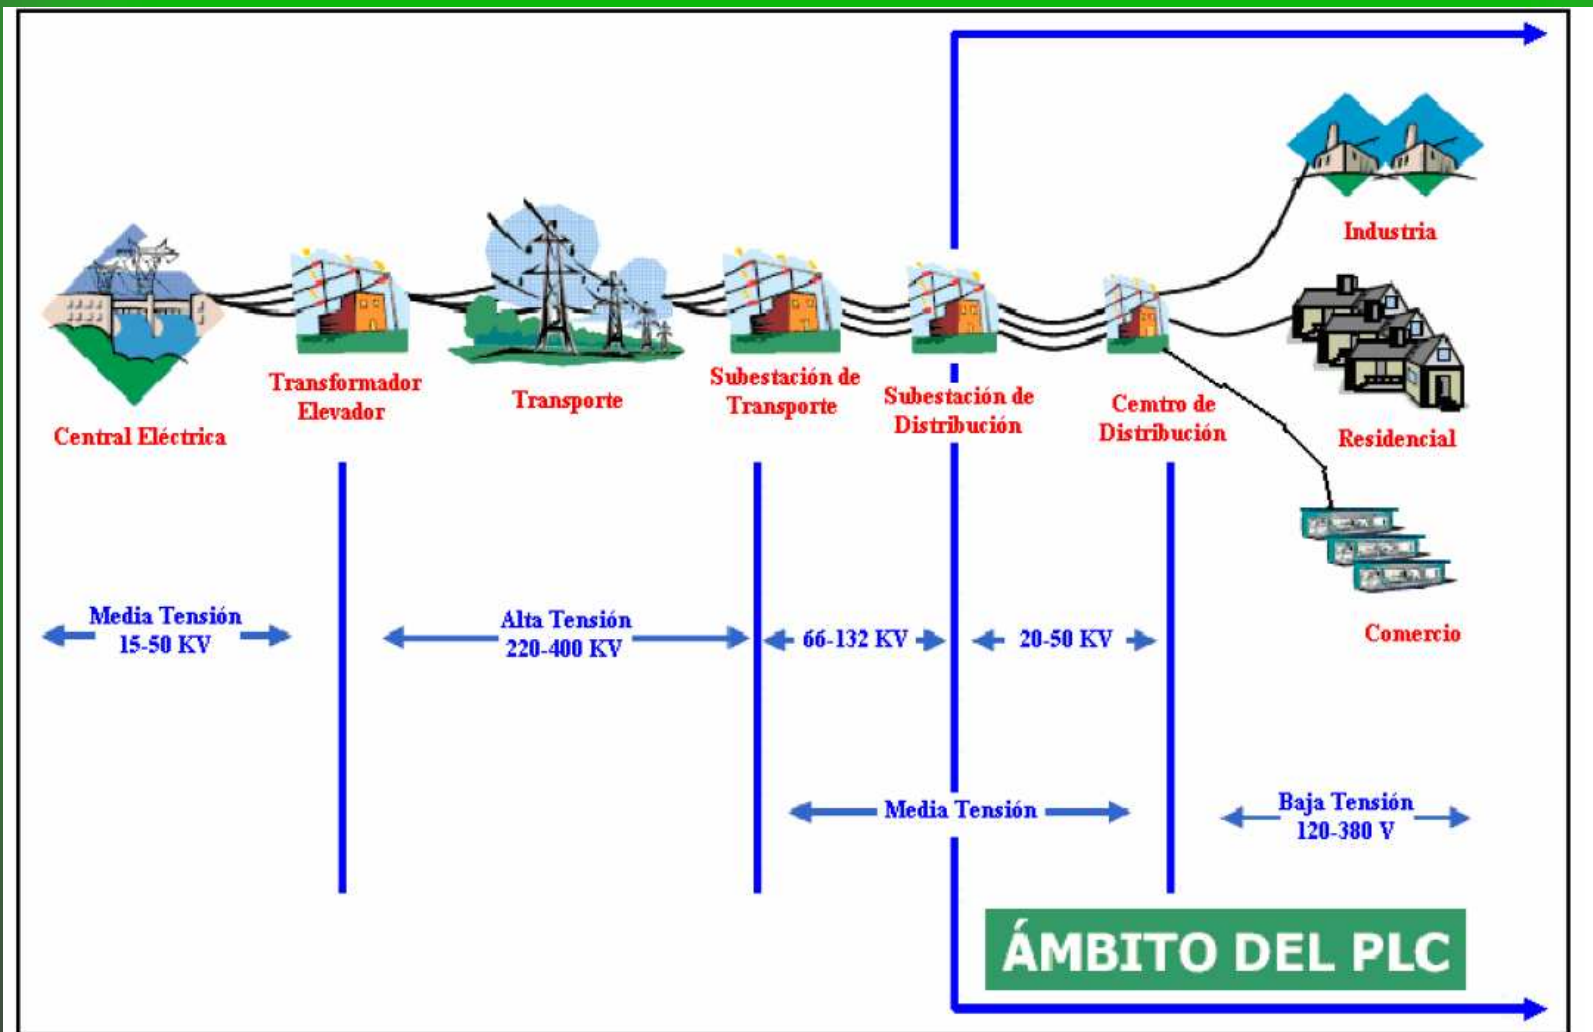 Industria
Central Eléctrica
Transformador
Elevador
Transporte
Subestación de
Transporte
Subestación de
Distribución
Cemtro de
Distribución
Residencial
Comercio
Media Tensión
15-50 KV
Alta Tensión
220-400 KV
66-132 KV
20-50 KV
Media Tensión
Baja Tensión
120-380 V
ÁMBITO DEL PLC